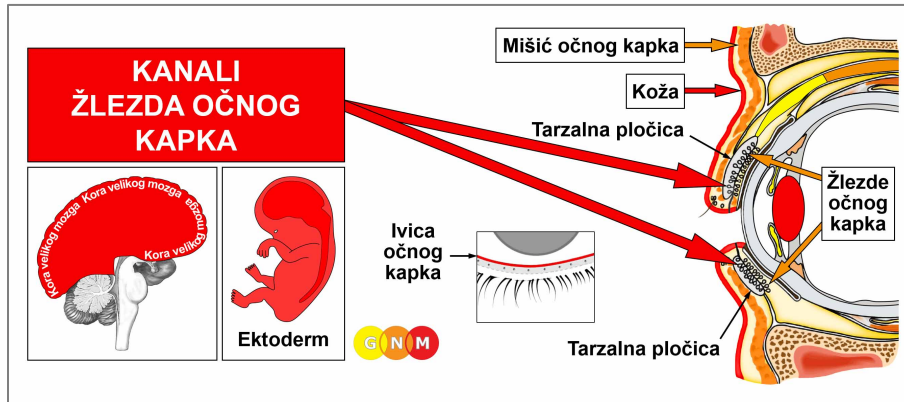 KANALI
ŽLEZDA OČNOG
KAPKA
Mišić očnog kapka
Koža
Tarzalna pločica
Žlezde
očnog
kapka
Kora velikog mozga Kora velikog mozga
Kora velikog mozga
Kora velikog
Ivica
očnog
kapka
Ektoderm
G N M
Tarzalna pločica